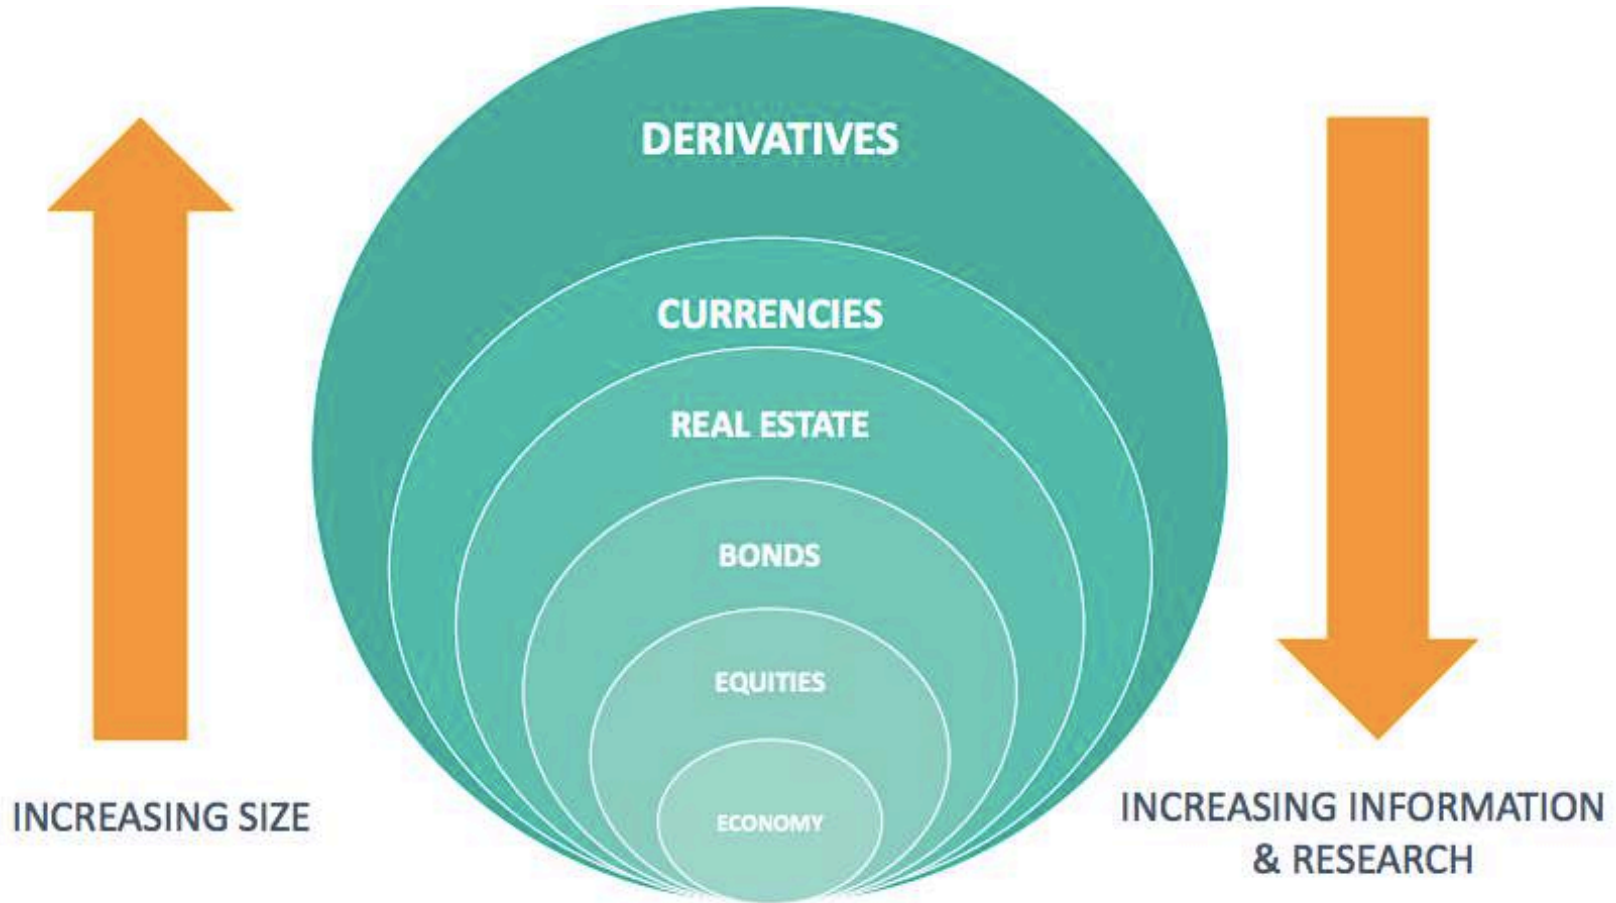 DERIVATIVES
CURRENCIES
REAL ESTATE
BONDS
EQUITIES
ECONOMY
INCREASING SIZE
INCREASING INFORMATION
& RESEARCH